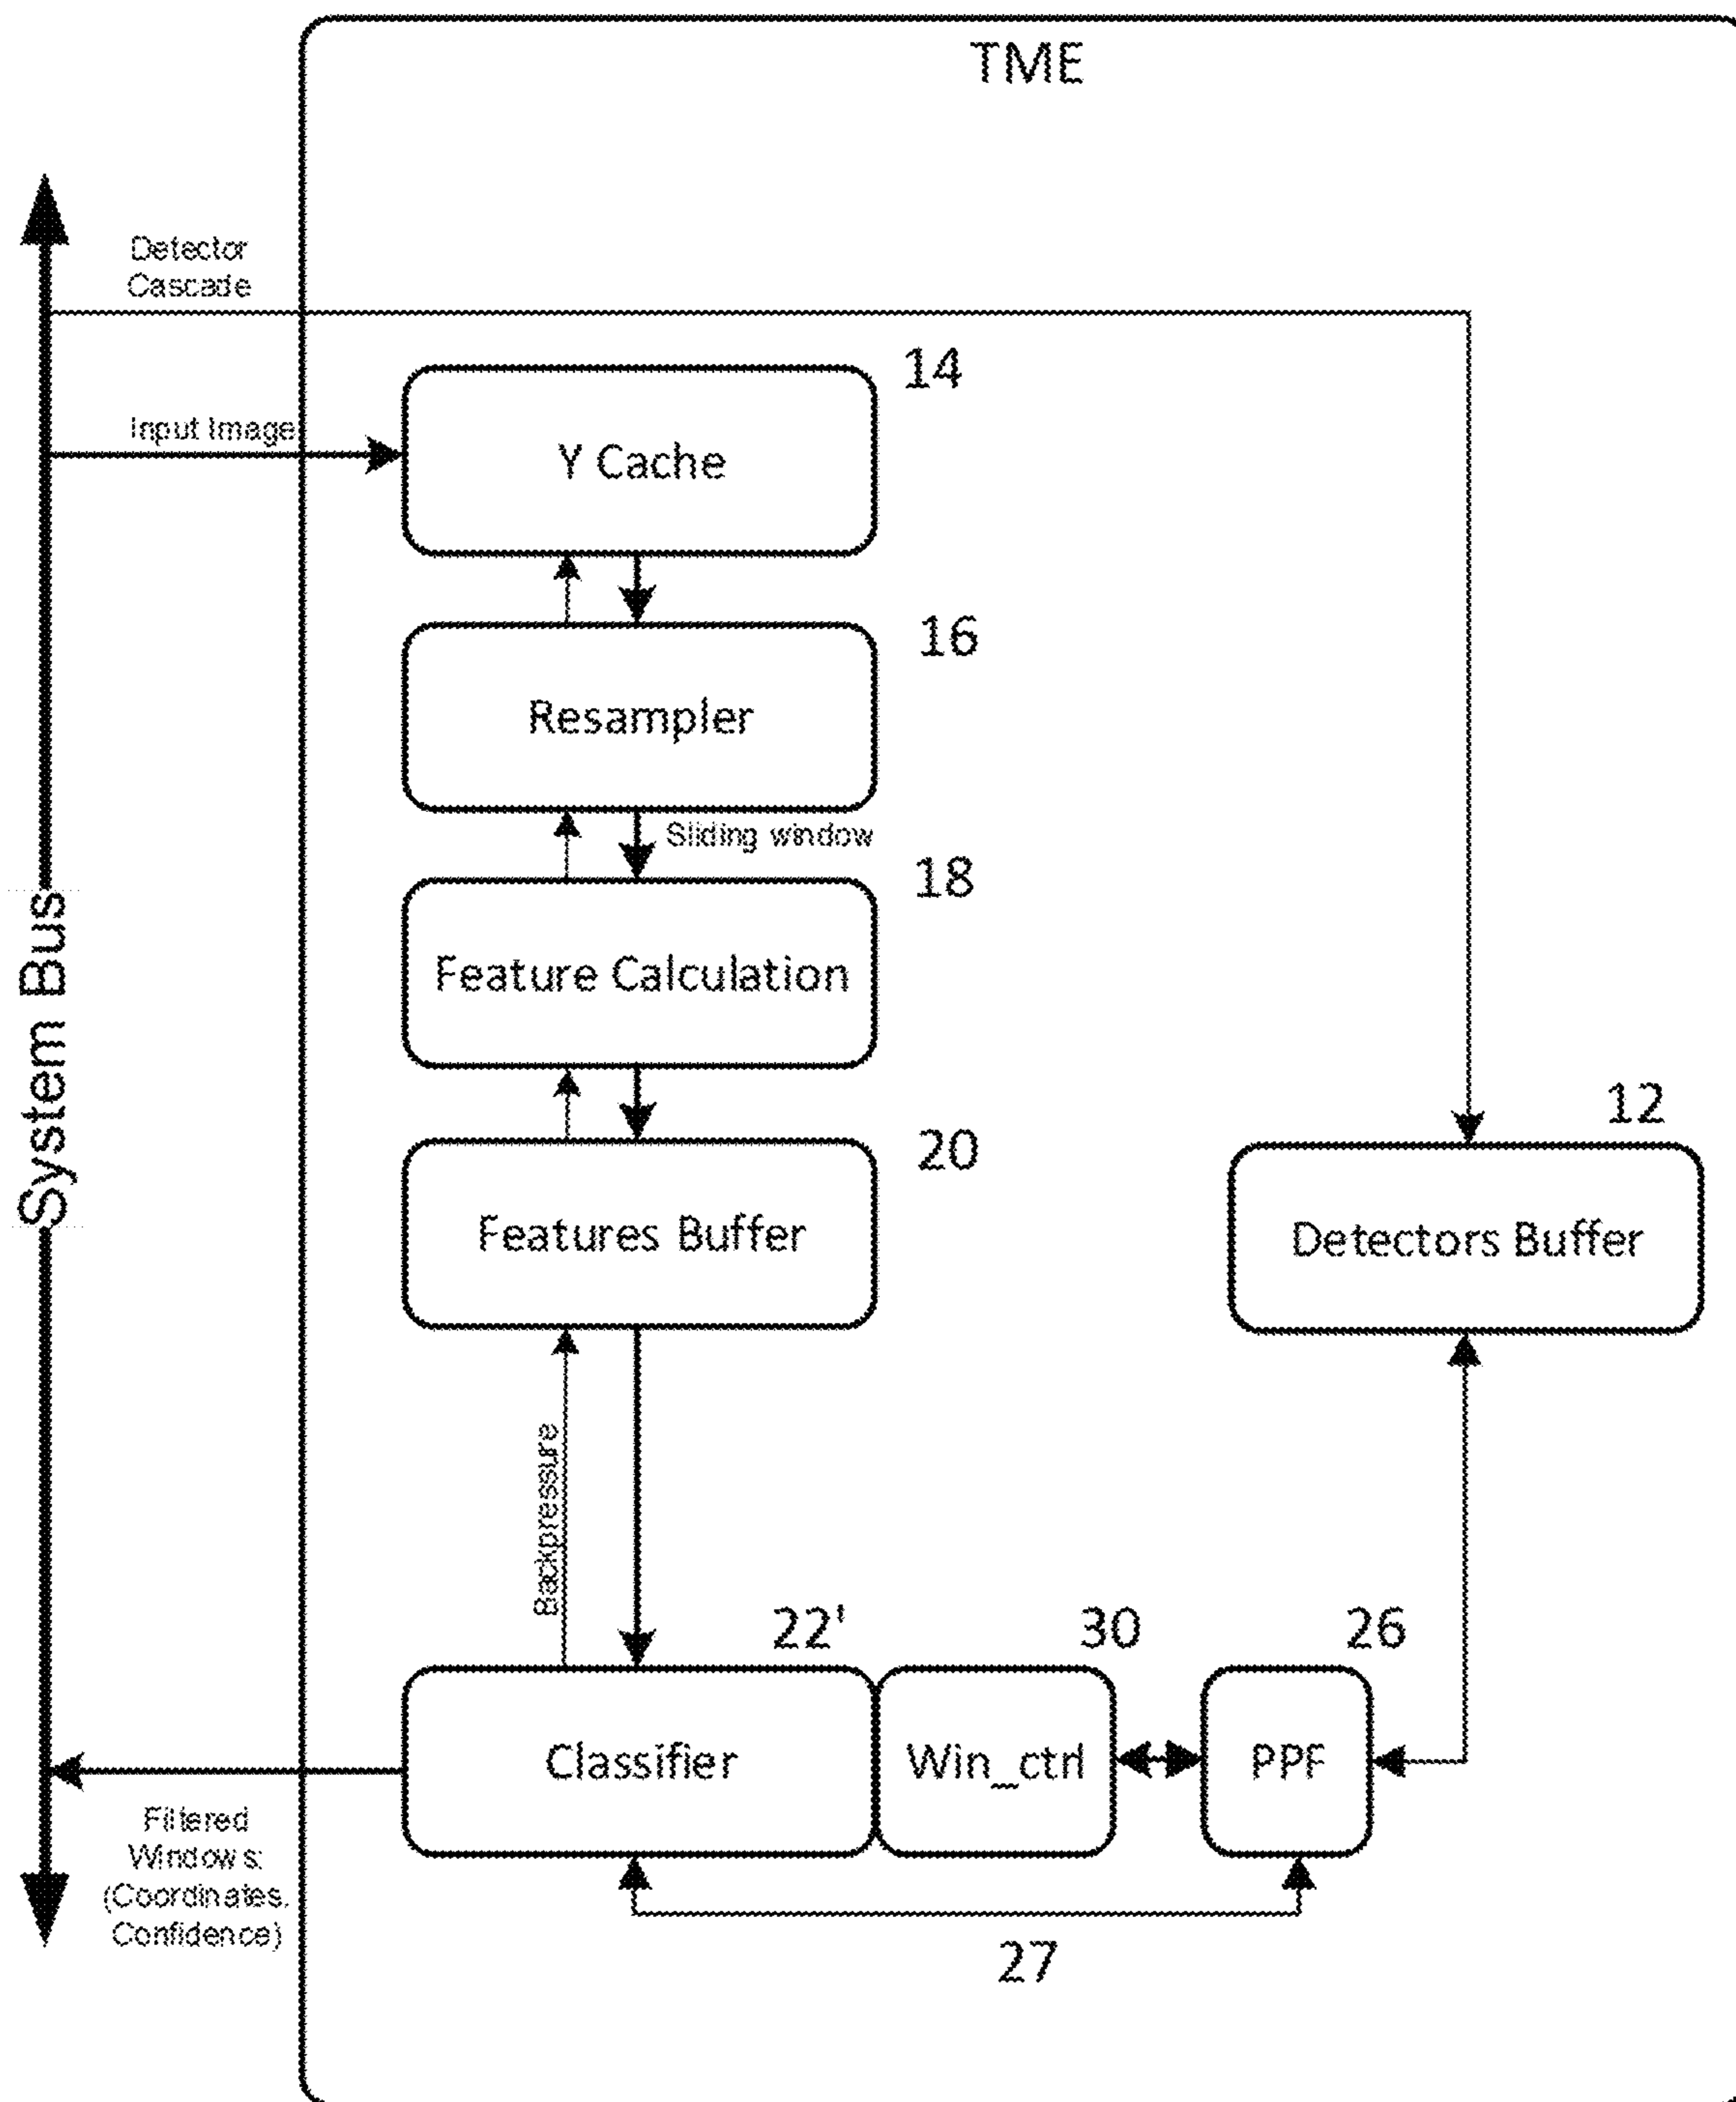 TME
Detector
Cascade
14
Input Image
Y Cache
16
Resampler
Sliding window
18
Feature Calculation
System Bus
12
20
Features Buffer
Detectors Buffer
Backpressure
22'
30
26
Classifier
Win_ctrl
PPF
Filtered
Windows:
(Coordinates,
Confidence)
27